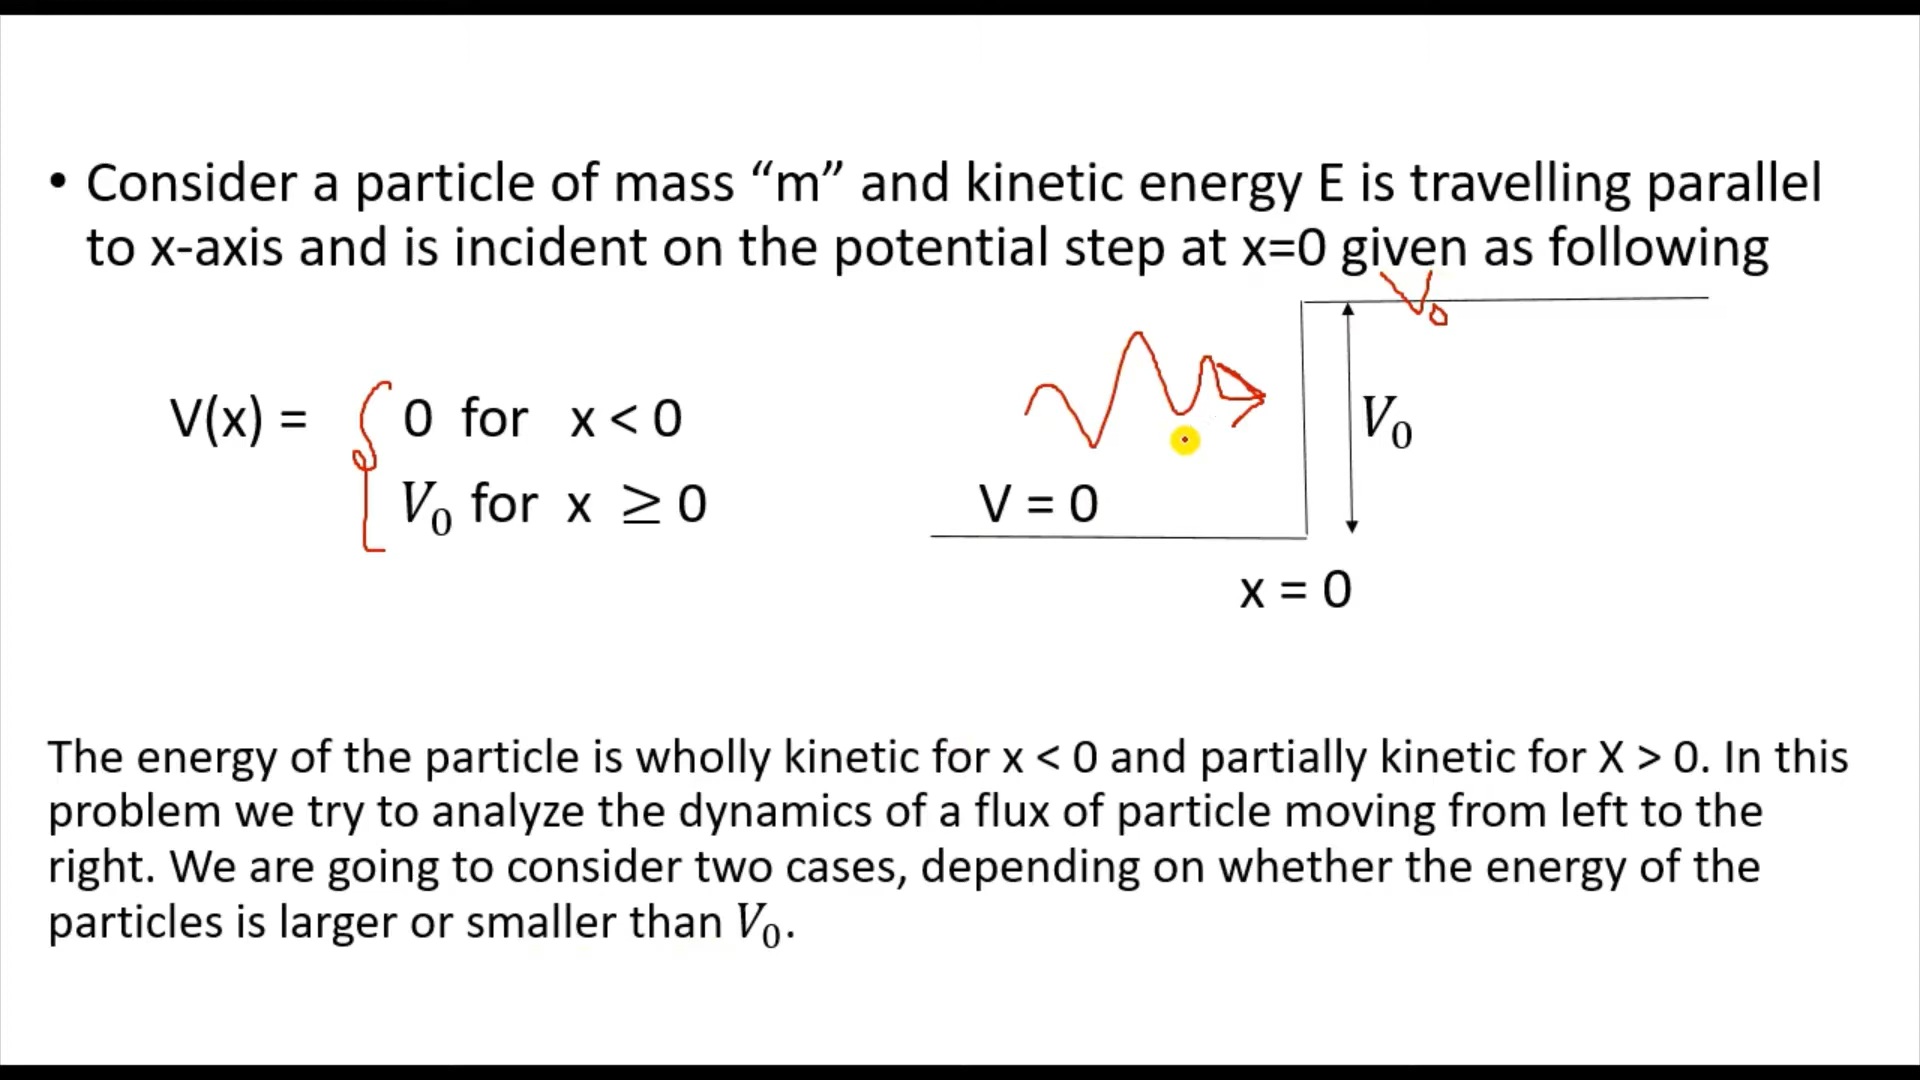 • Consider a particle of mass “m” and kinetic energy E is travelling parallel
to x-axis and is incident on the potential step at x=0 given as following
V₀
V(x) = { 0 for x < 0
V₀ for x ≥ 0
V₀
V = 0
x = 0
The energy of the particle is wholly kinetic for x < 0 and partially kinetic for X > 0. In this
problem we try to analyze the dynamics of a flux of particle moving from left to the
right. We are going to consider two cases, depending on whether the energy of the
particles is larger or smaller than V₀.